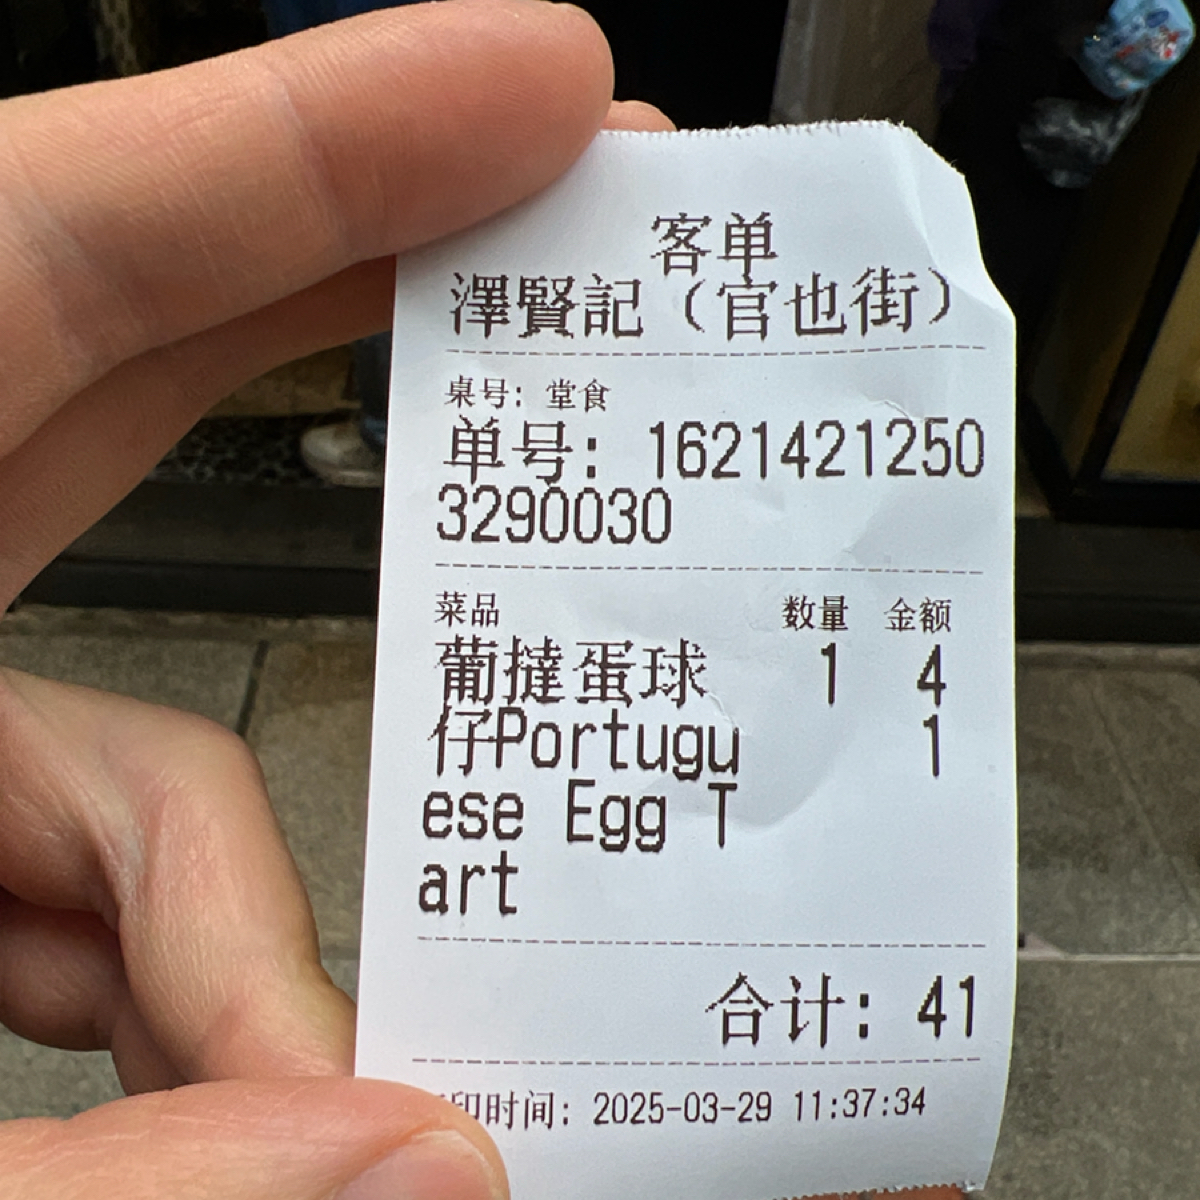 客单
澤賢記（官也街）
桌号: 堂食
单号: 1621421250
3290030
菜品 数量 金额
葡撻蛋球 1 4
仔Portugu 1
ese Egg T
art
合计: 41
印时间: 2025-03-29 11:37:34